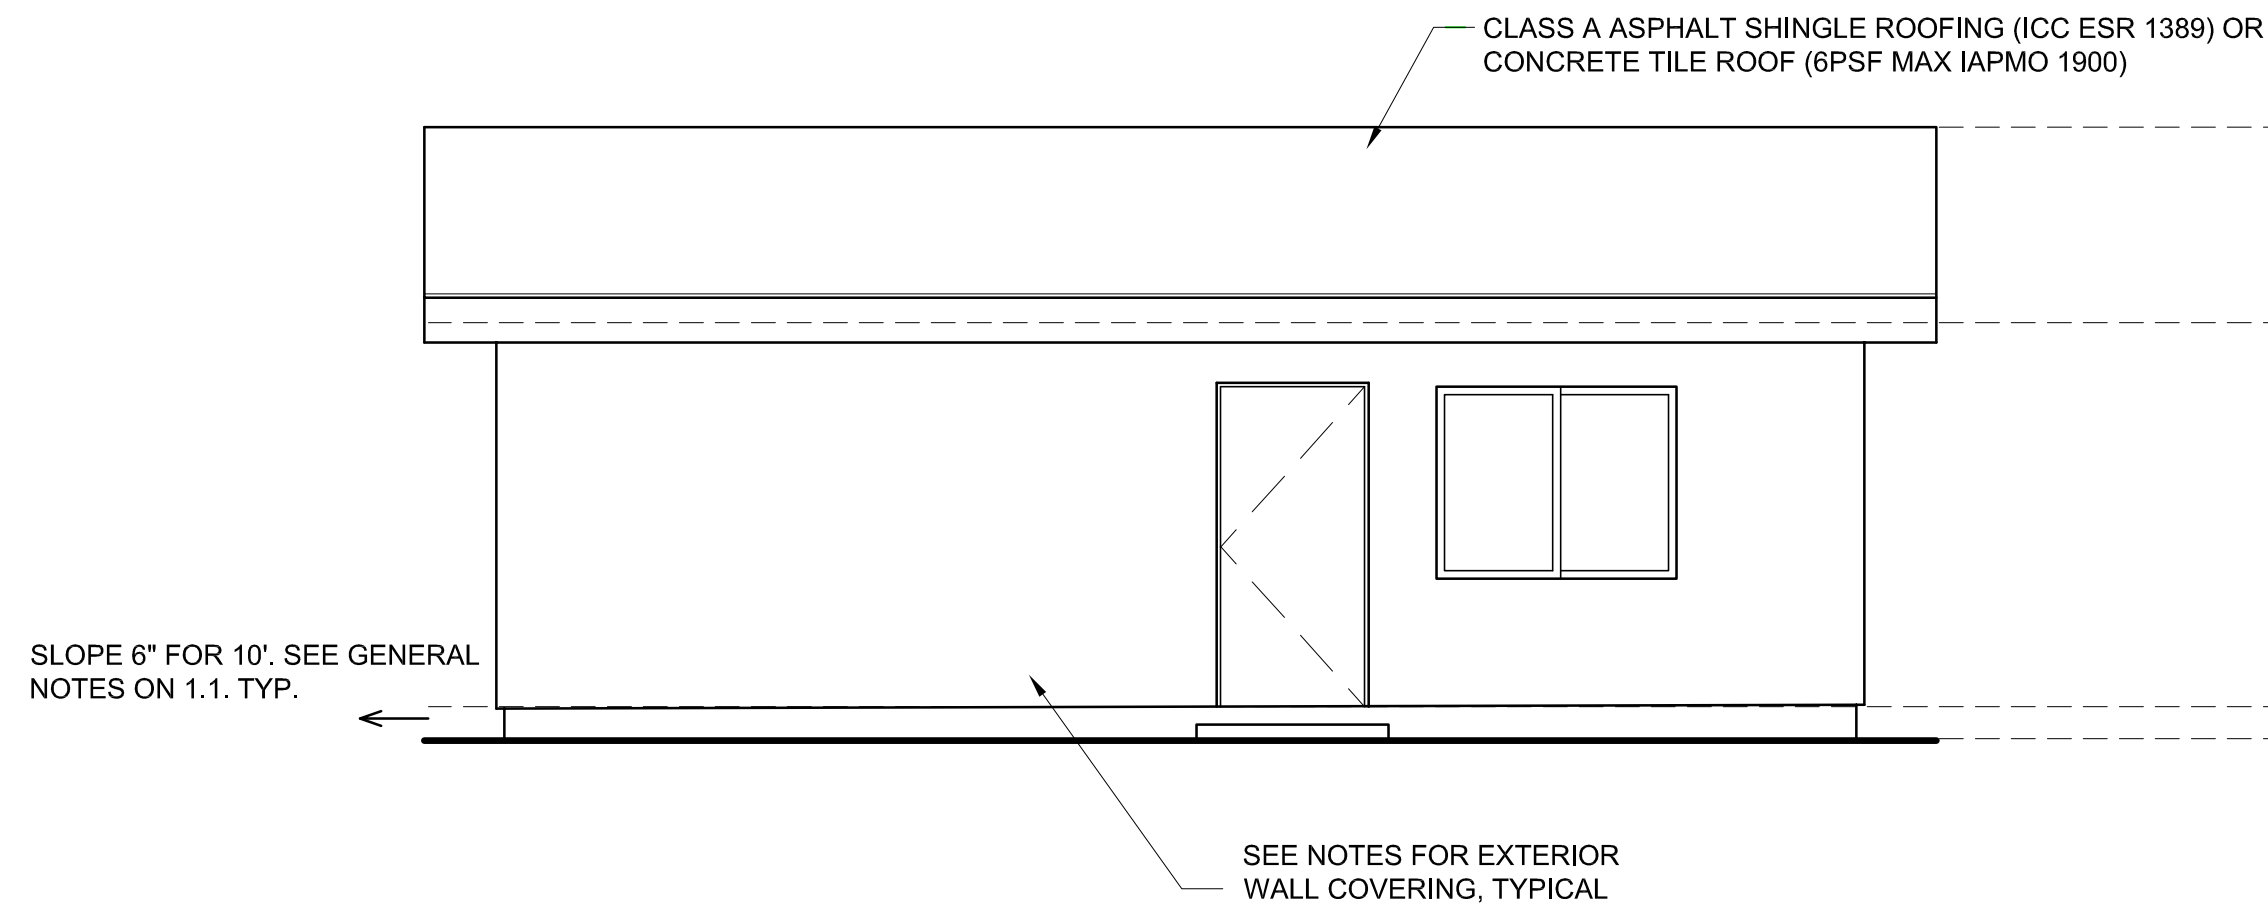 CLASS A ASPHALT SHINGLE ROOFING (ICC ESR 1389) OR
CONCRETE TILE ROOF (6PSF MAX IAPMO 1900)
SLOPE 6" FOR 10'. SEE GENERAL
NOTES ON 1.1. TYP.
SEE NOTES FOR EXTERIOR
WALL COVERING, TYPICAL